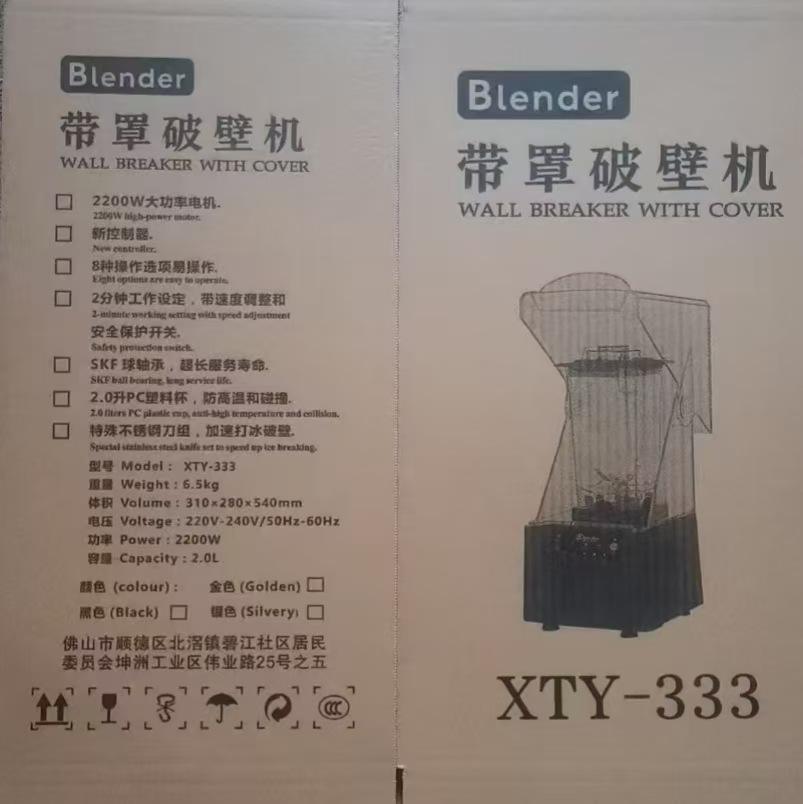 Blender
带罩破壁机
WALL BREAKER WITH COVER
2200W大功率电机.
2200W high-power motor.
新控制器.
New controller.
8种操作选项易操作.
Eight options are easy to operate.
2分钟工作设定，带速度调整和
2-minute working setting with speed adjustment
安全保护开关.
Safety protection switch.
SKF 球轴承，超长服务寿命.
SKF ball bearing, long service life.
2.0升PC塑料杯，防高温和碰撞.
2.0 liters PC plastic cup, anti-high temperature and collision.
特殊不锈钢刀组，加速打冰破壁.
Special stainless steel knife set to speed up ice breaking.
型号 Model： XTY-333
重量 Weight：6.5kg
体积 Volume：310×280×540mm
电压 Voltage：220V-240V/50Hz-60Hz
功率 Power：2200W
容量 Capacity：2.0L
颜色 (colour)： 金色 (Golden)
黑色 (Black) 银色 (Silvery)
佛山市顺德区北滘镇碧江社区居民
委员会坤洲工业区伟业路25号之五
Blender
带罩破壁机
WALL BREAKER WITH COVER
XTY-333